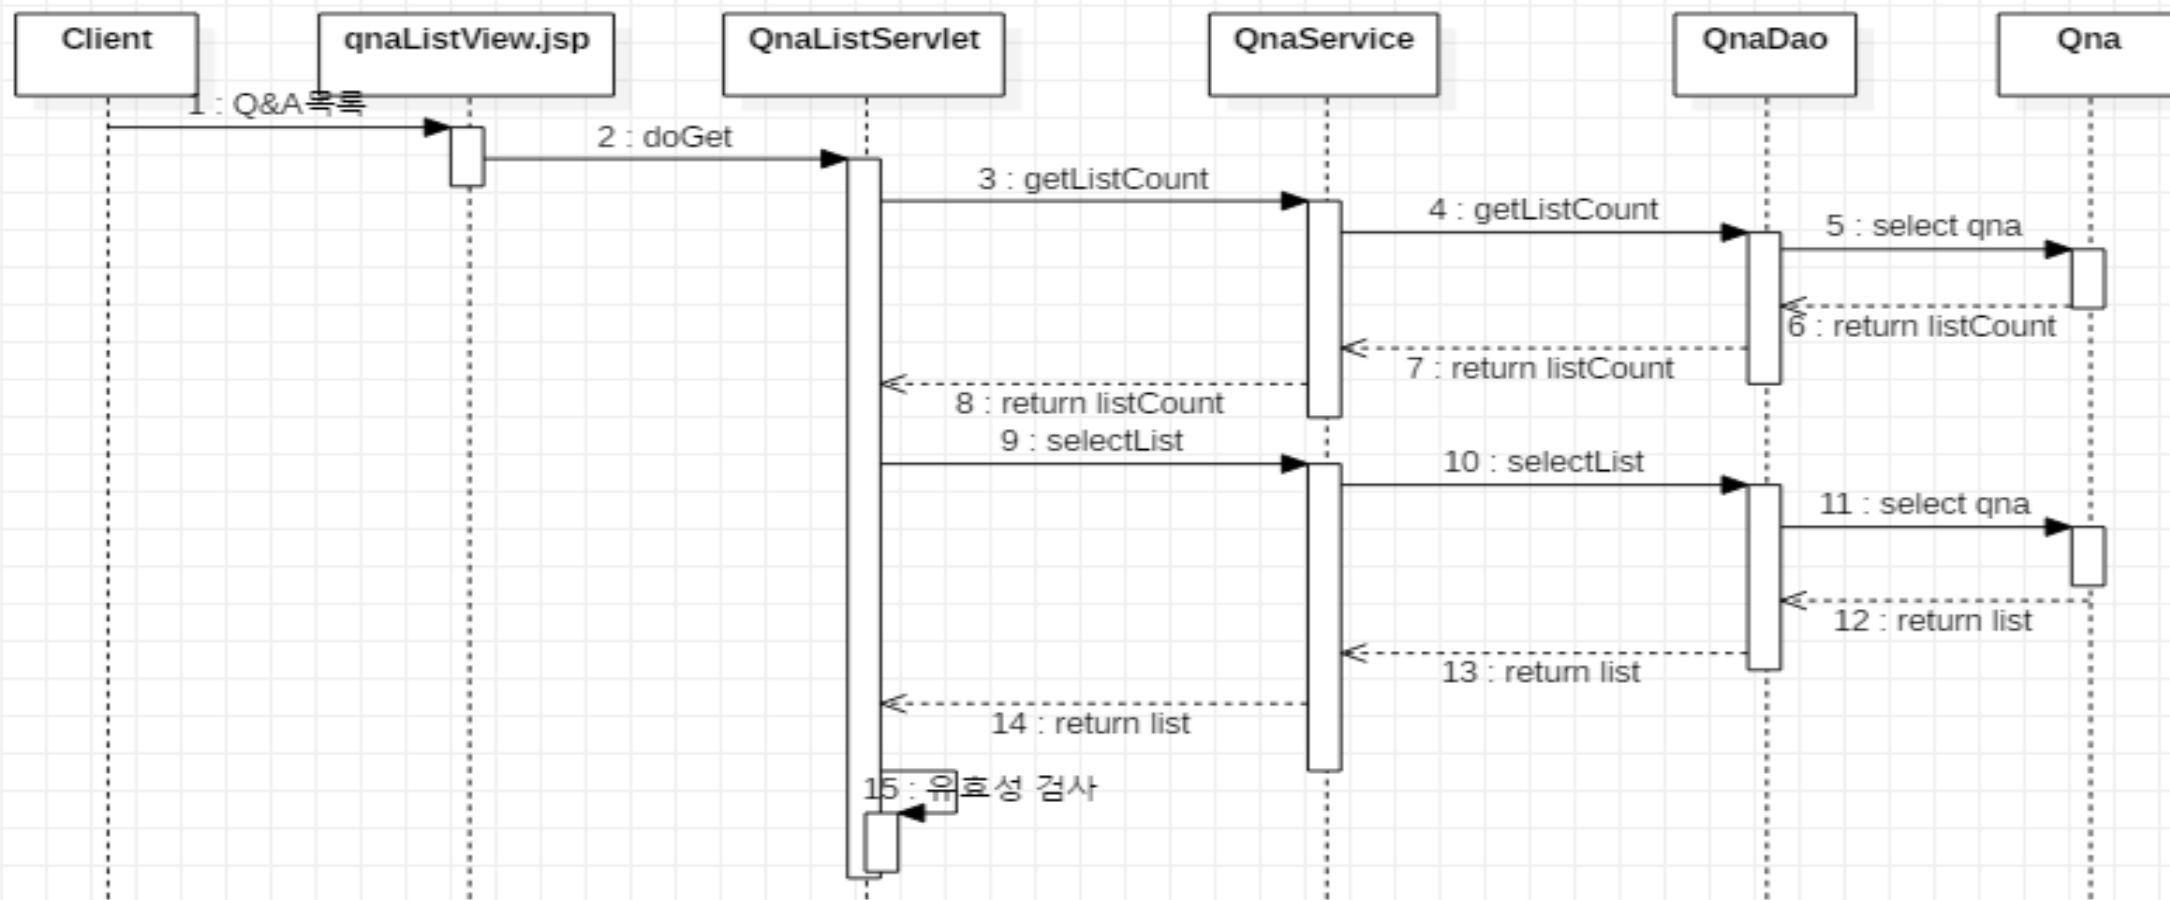 Client
qnaListView.jsp
QnaListServlet
QnaService
QnaDao
Qna
1 : Q&A목록
2 : doGet
3 : getListCount
4 : getListCount
5 : select qna
6 : return listCount
7 : return listCount
8 : return listCount
9 : selectList
10 : selectList
11 : select qna
12 : return list
13 : return list
14 : return list
15 : 유효성 검사